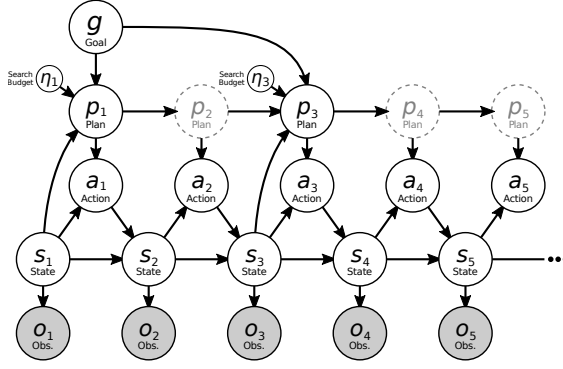 g
Goal
Search
Budget
η1
Search
Budget
η3
p1
Plan
p2
Plan
p3
Plan
p4
Plan
p5
Plan
a1
Action
a2
Action
a3
Action
a4
Action
a5
Action
s1
State
s2
State
s3
State
s4
State
s5
State
o1
Obs.
o2
Obs.
o3
Obs.
o4
Obs.
o5
Obs.